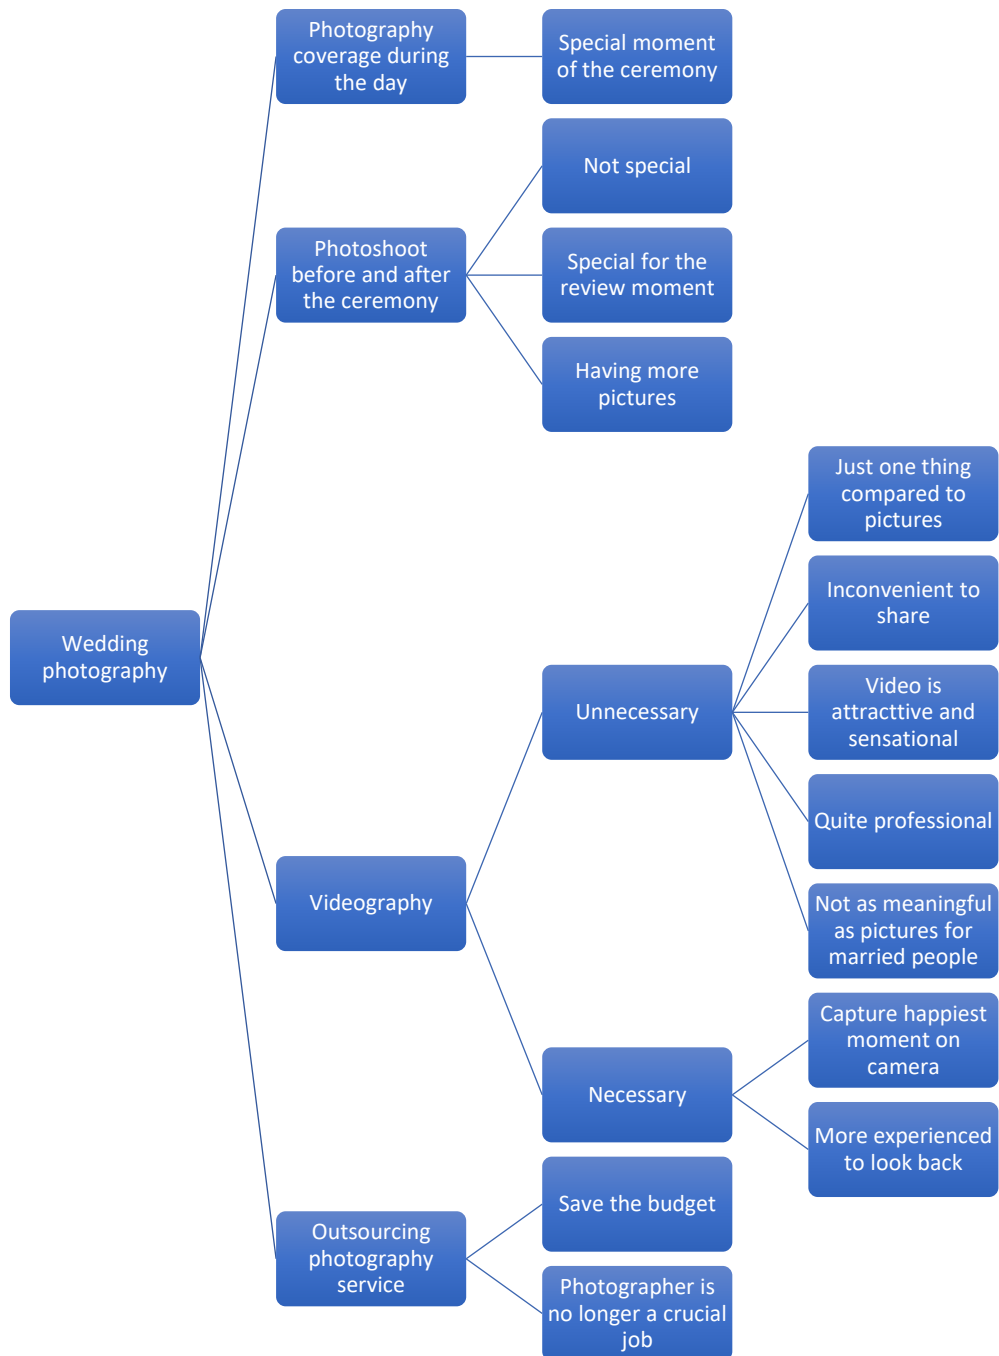 Photography
coverage during
the day
Special moment
of the ceremony
Not special
Photoshoot
before and after
the ceremony
Special for the
review moment
Having more
pictures
Just one thing
compared to
pictures
Inconvenient to
share
Wedding
photography
Unnecessary
Video is
attracttive and
sensational
Quite professional
Videography
Not as meaningful
as pictures for
married people
Capture happiest
moment on
camera
Necessary
More experienced
to look back
Save the budget
Outsourcing
photography
service
Photographer is
no longer a crucial
job